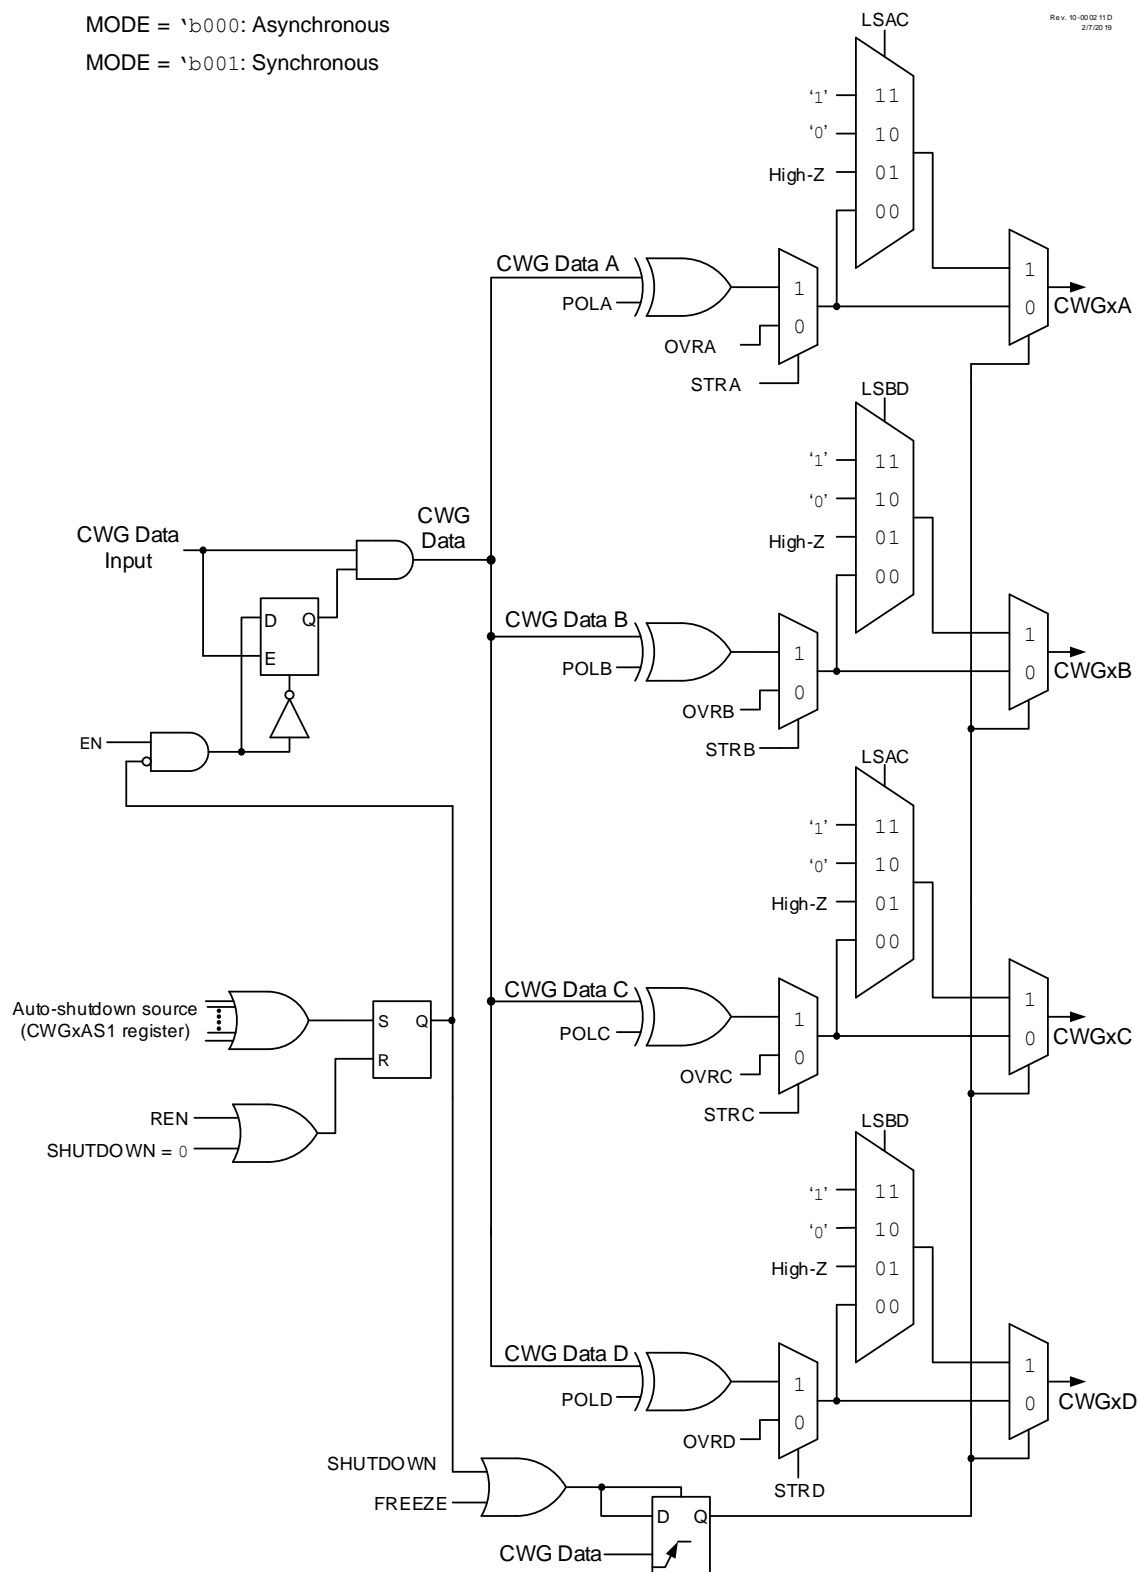 MODE = 'b000: Asynchronous
MODE = 'b001: Synchronous
Rev. 10-000211D
2/7/2019
LSAC
'1'
11
'0'
10
High-Z
01
00
CWG Data A
POLA
1
0
OVRA
STRA
1
0
CWGxA
LSBD
'1'
11
'0'
10
High-Z
01
00
CWG Data Input
CWG
Data
D
Q
E
EN
CWG Data B
POLB
1
0
OVRB
STRB
1
0
CWGxB
LSAC
'1'
11
'0'
10
High-Z
01
00
Auto-shutdown source
(CWGxAS1 register)
S
Q
R
REN
SHUTDOWN = 0
CWG Data C
POLC
1
0
OVRC
STRC
1
0
CWGxC
LSBD
'1'
11
'0'
10
High-Z
01
00
CWG Data D
POLD
1
0
OVRD
STRD
1
0
CWGxD
SHUTDOWN
FREEZE
D
Q
CWG Data